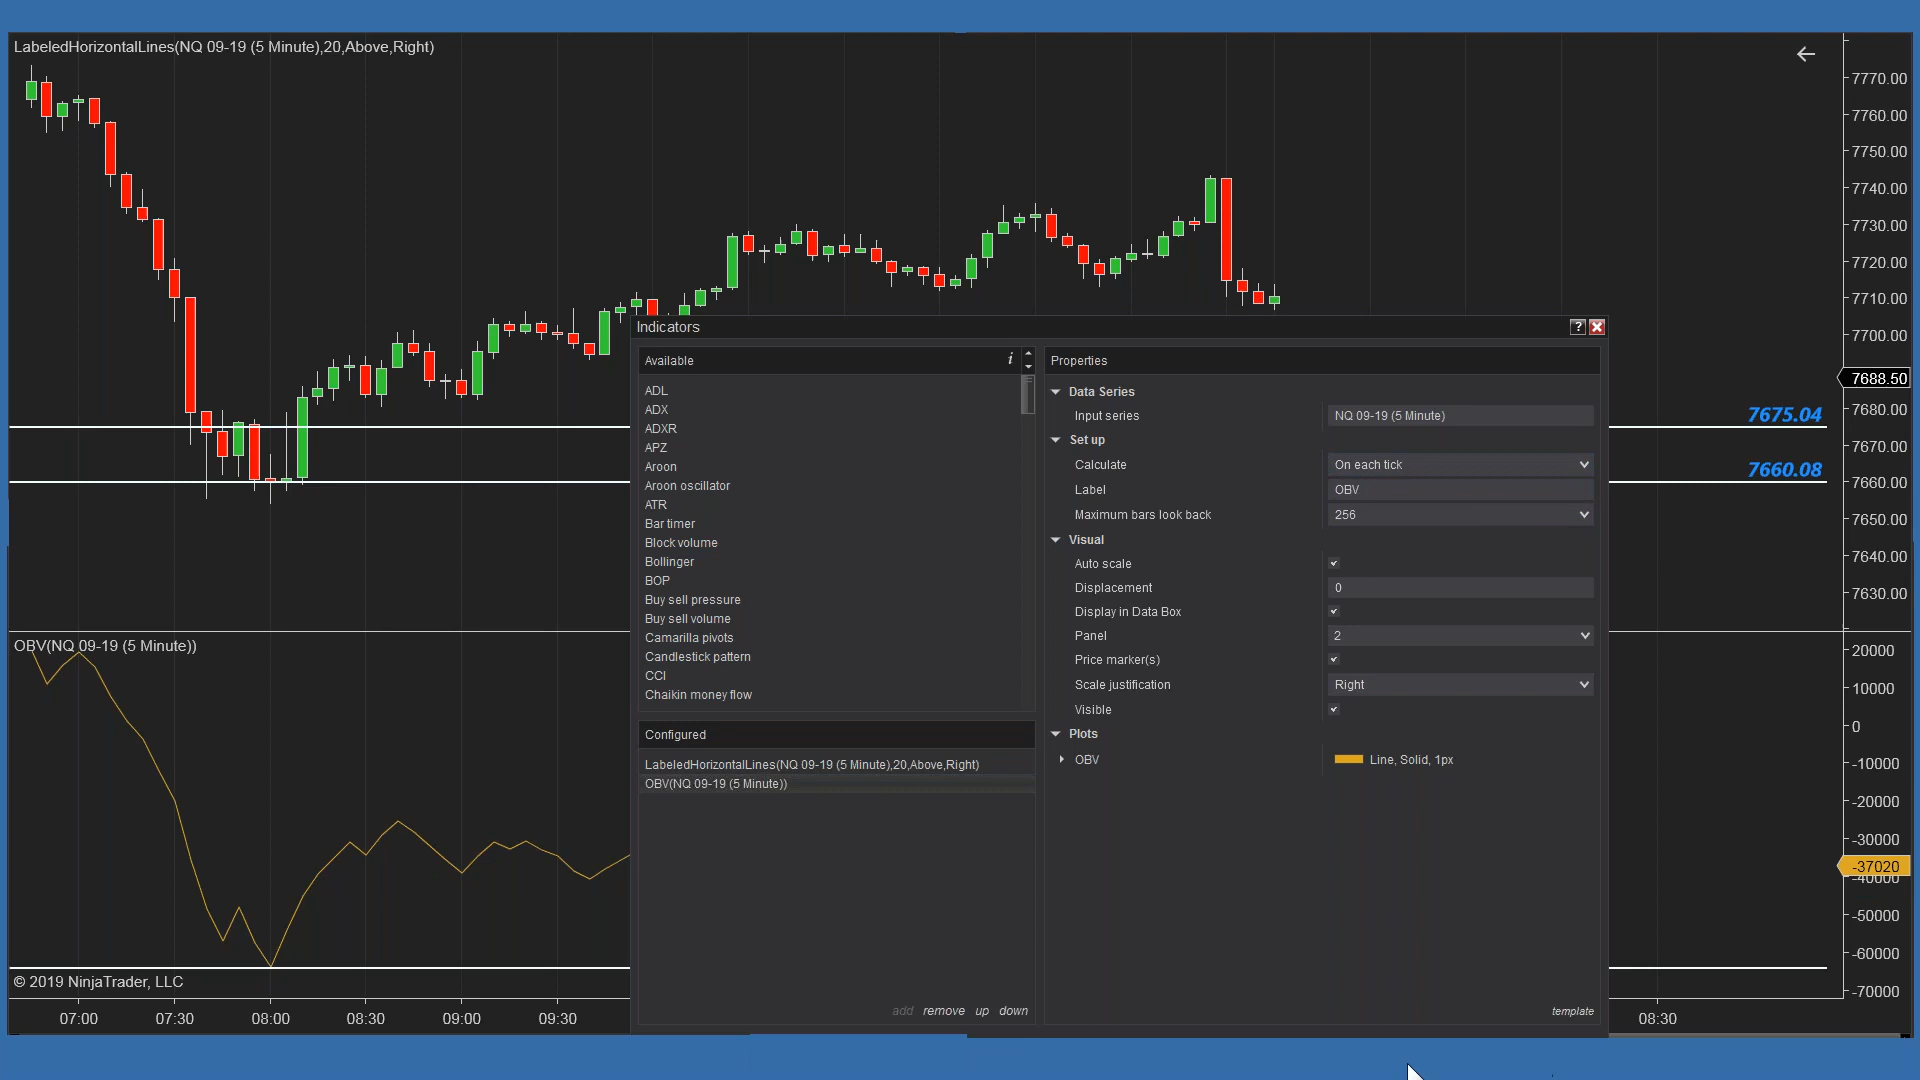 LabeledHorizontalLines(NQ 09-19 (5 Minute),20,Above,Right)
7770.00
7760.00
7750.00
7740.00
7730.00
7720.00
7710.00
7700.00
7688.50
7680.00
7670.00
7660.00
7650.00
7640.00
7630.00
7675.04
7660.08
Indicators
?
Available
i
ADL
ADX
ADXR
APZ
Aroon
Aroon oscillator
ATR
Bar timer
Block volume
Bollinger
BOP
Buy sell pressure
Buy sell volume
Camarilla pivots
Candlestick pattern
CCI
Chaikin money flow
Configured
LabeledHorizontalLines(NQ 09-19 (5 Minute),20,Above,Right)
OBV(NQ 09-19 (5 Minute))
add remove up down
Properties
Data Series
Input series NQ 09-19 (5 Minute)
Set up
Calculate On each tick
Label OBV
Maximum bars look back 256
Visual
Auto scale
Displacement 0
Display in Data Box
Panel 2
Price marker(s)
Scale justification Right
Visible
Plots
OBV Line, Solid, 1px
template
OBV(NQ 09-19 (5 Minute))
20000
10000
0
-10000
-20000
-30000
-37020
-40000
-50000
-60000
-70000
© 2019 NinjaTrader, LLC
07:00 07:30 08:00 08:30 09:00 09:30 08:30